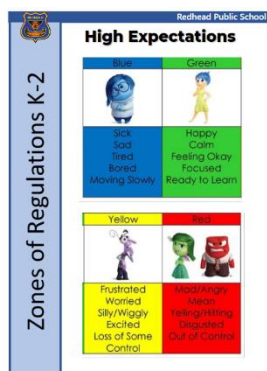 Redhead Public School
High Expectations
Zones of Regulations K-2
Blue
Sick
Sad
Tired
Bored
Moving Slowly
Green
Happy
Calm
Feeling Okay
Focused
Ready to Learn
Yellow
Frustrated
Worried
Silly/Wiggly
Excited
Loss of Some
Control
Red
Mad/Angry
Mean
Yelling/Hitting
Disgusted
Out of Control